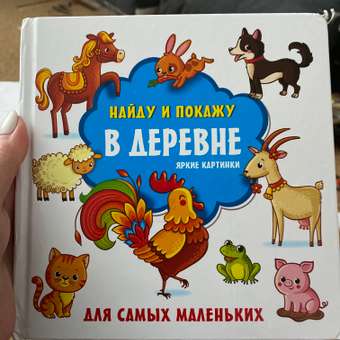 НАЙДУ И ПОКАЖУ
В ДЕРЕВНЕ
ЯРКИЕ КАРТИНКИ
ДЛЯ САМЫХ МАЛЕНЬКИХ